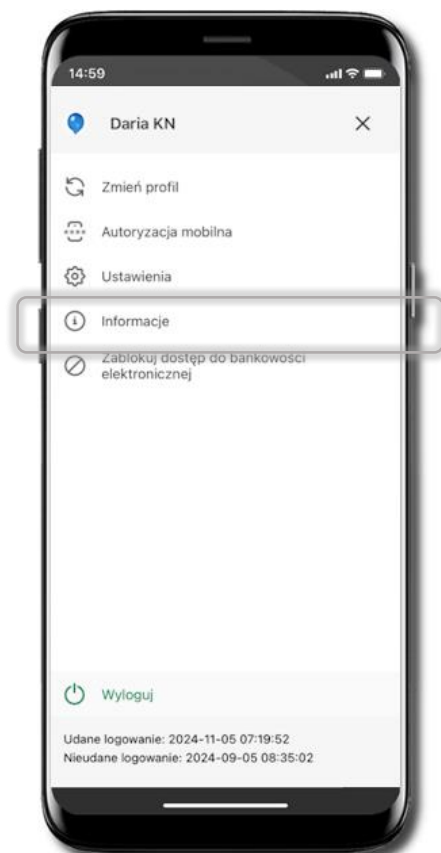 14:59
Daria KN
Zmień profil
Autoryzacja mobilna
Ustawienia
Informacje
Zablokuj dostęp do bankowości
elektronicznej
Wyloguj
Udane logowanie: 2024-11-05 07:19:52
Nieudane logowanie: 2024-09-05 08:35:02